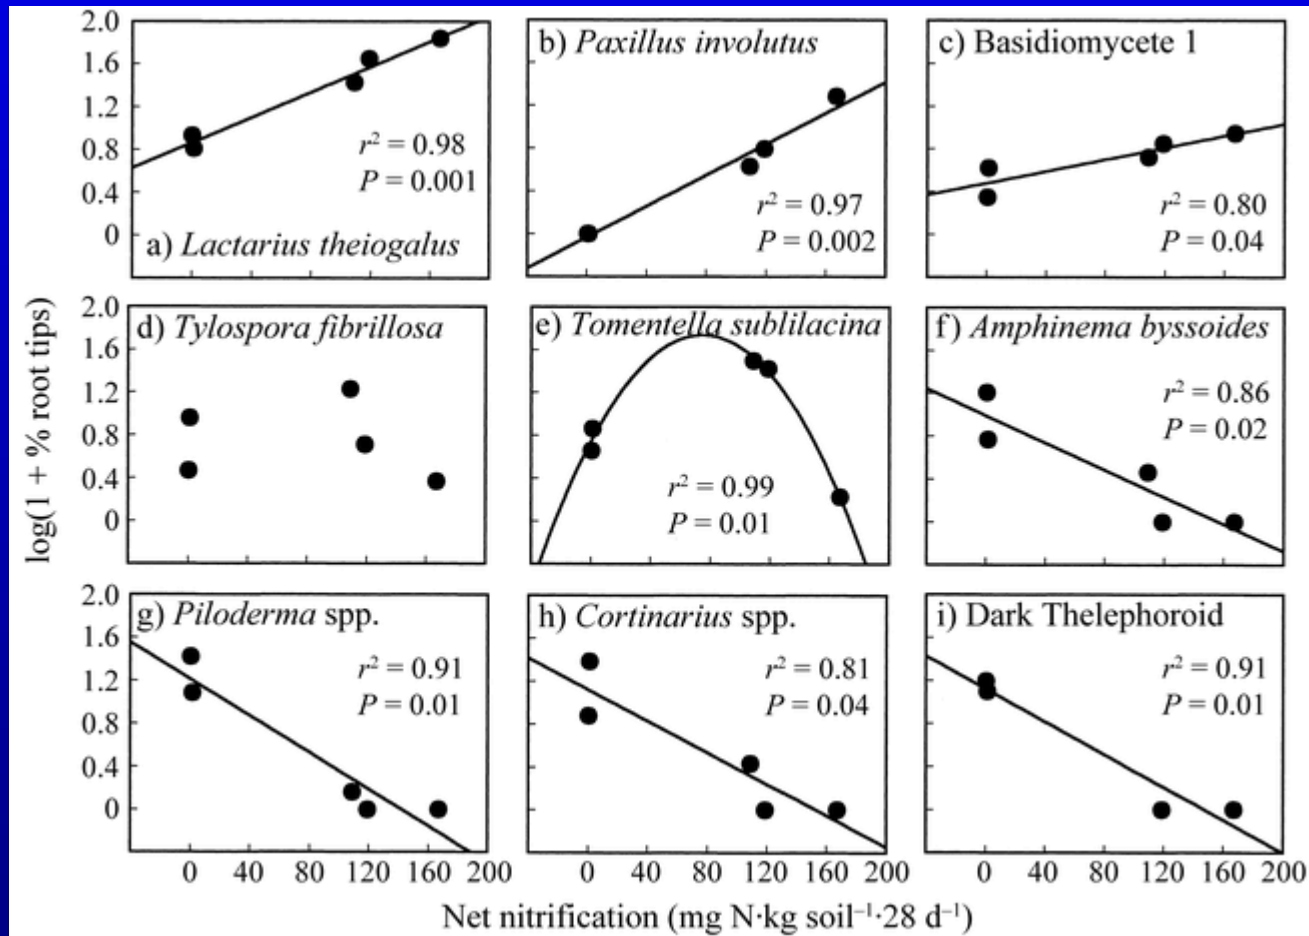 log(1 + % root tips)
2.0
1.6
1.2
0.8
0.4
0
r² = 0.98
P = 0.001
a) Lactarius theiogalus
b) Paxillus involutus
r² = 0.97
P = 0.002
c) Basidiomycete 1
r² = 0.80
P = 0.04
2.0
1.6
1.2
0.8
0.4
0
d) Tylospora fibrillosa
e) Tomentella sublilacina
r² = 0.99
P = 0.01
f) Amphinema byssoides
r² = 0.86
P = 0.02
2.0
1.6
1.2
0.8
0.4
0
g) Piloderma spp.
r² = 0.91
P = 0.01
h) Cortinarius spp.
r² = 0.81
P = 0.04
i) Dark Thelephoroid
r² = 0.91
P = 0.01
0 40 80 120 160 200
0 40 80 120 160 200
0 40 80 120 160 200
Net nitrification (mg N·kg soil⁻¹·28 d⁻¹)